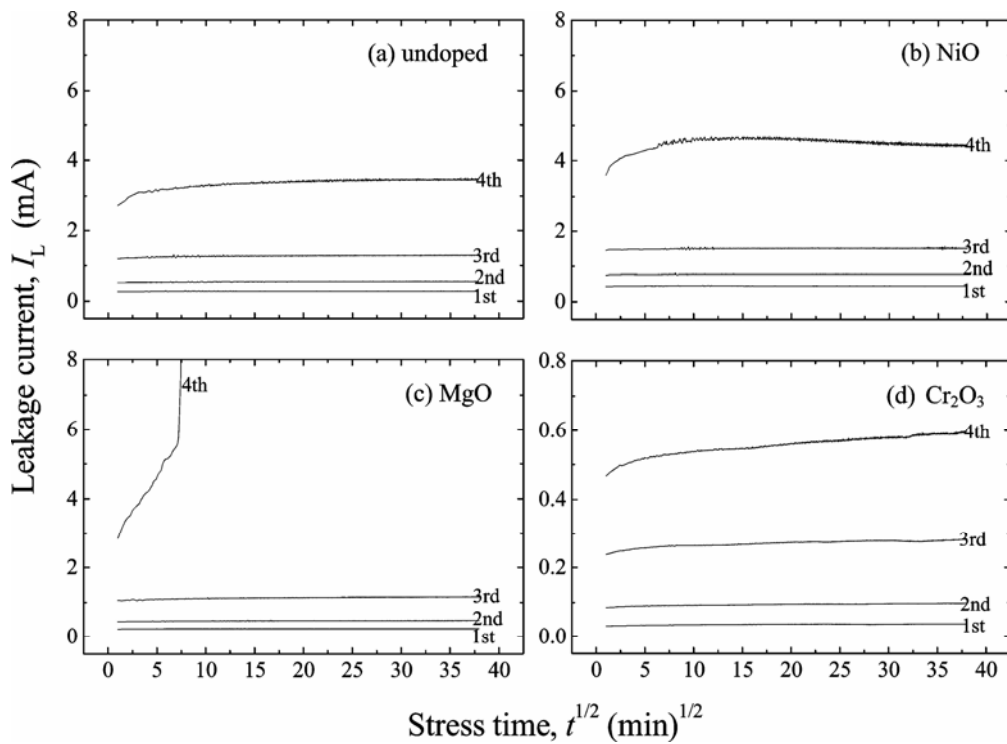 (a) undoped
8
6
4
2
0
4th
3rd
2nd
1st
(b) NiO
8
6
4
2
0
4th
3rd
2nd
1st
(c) MgO
8
6
4
2
0
4th
3rd
2nd
1st
0 5 10 15 20 25 30 35 40
(d) Cr₂O₃
0.8
0.6
0.4
0.2
0.0
4th
3rd
2nd
1st
0 5 10 15 20 25 30 35 40
Leakage current, I_L (mA)
Stress time, t^{1/2} (min)^{1/2}